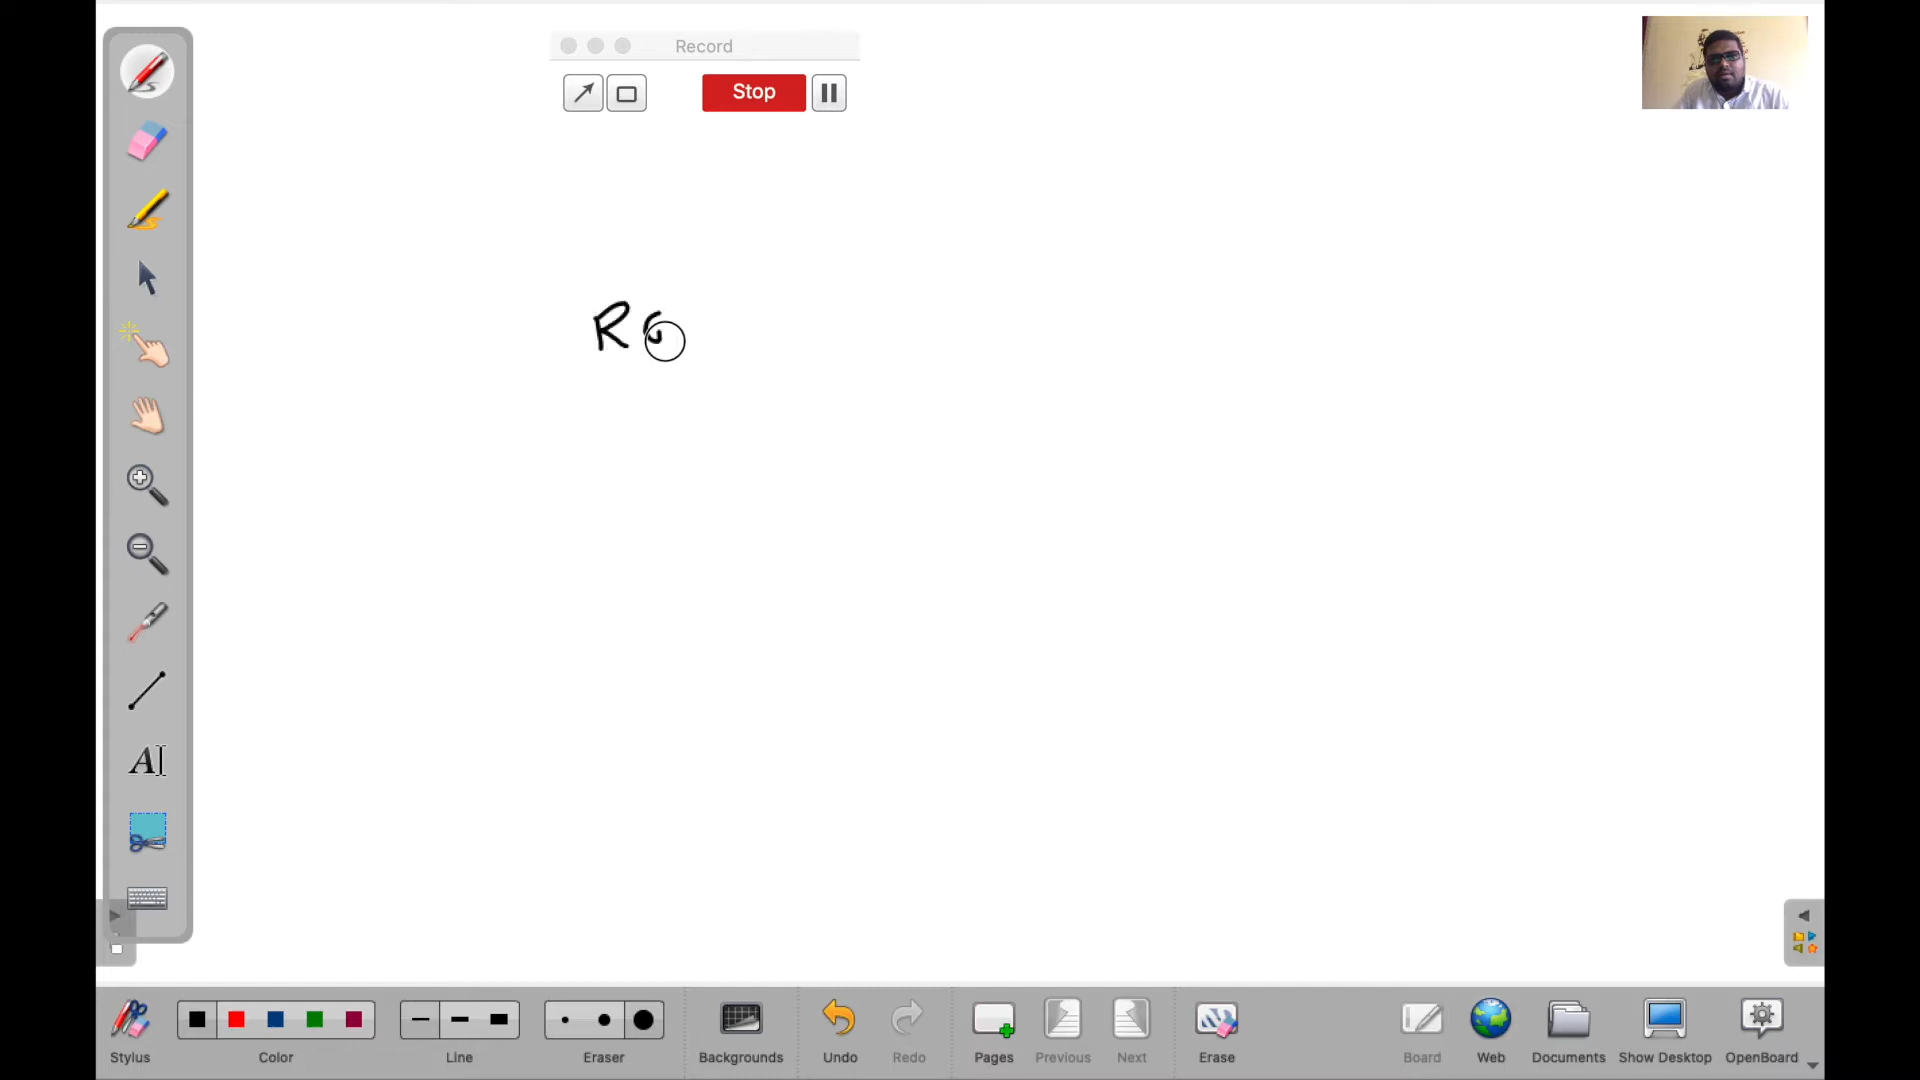 Record
Stop
R
Stylus
Color
Line
Eraser
Backgrounds
Undo
Redo
Pages
Previous
Next
Erase
Board
Web
Documents
Show Desktop
OpenBoard